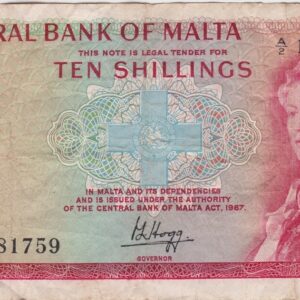 RAL BANK OF MALTA
THIS NOTE IS LEGAL TENDER FOR
A/2
TEN SHILLINGS
IN MALTA AND ITS DEPENDENCIES
AND IS ISSUED UNDER THE AUTHORITY
OF THE CENTRAL BANK OF MALTA ACT, 1967.
81759
GOVERNOR